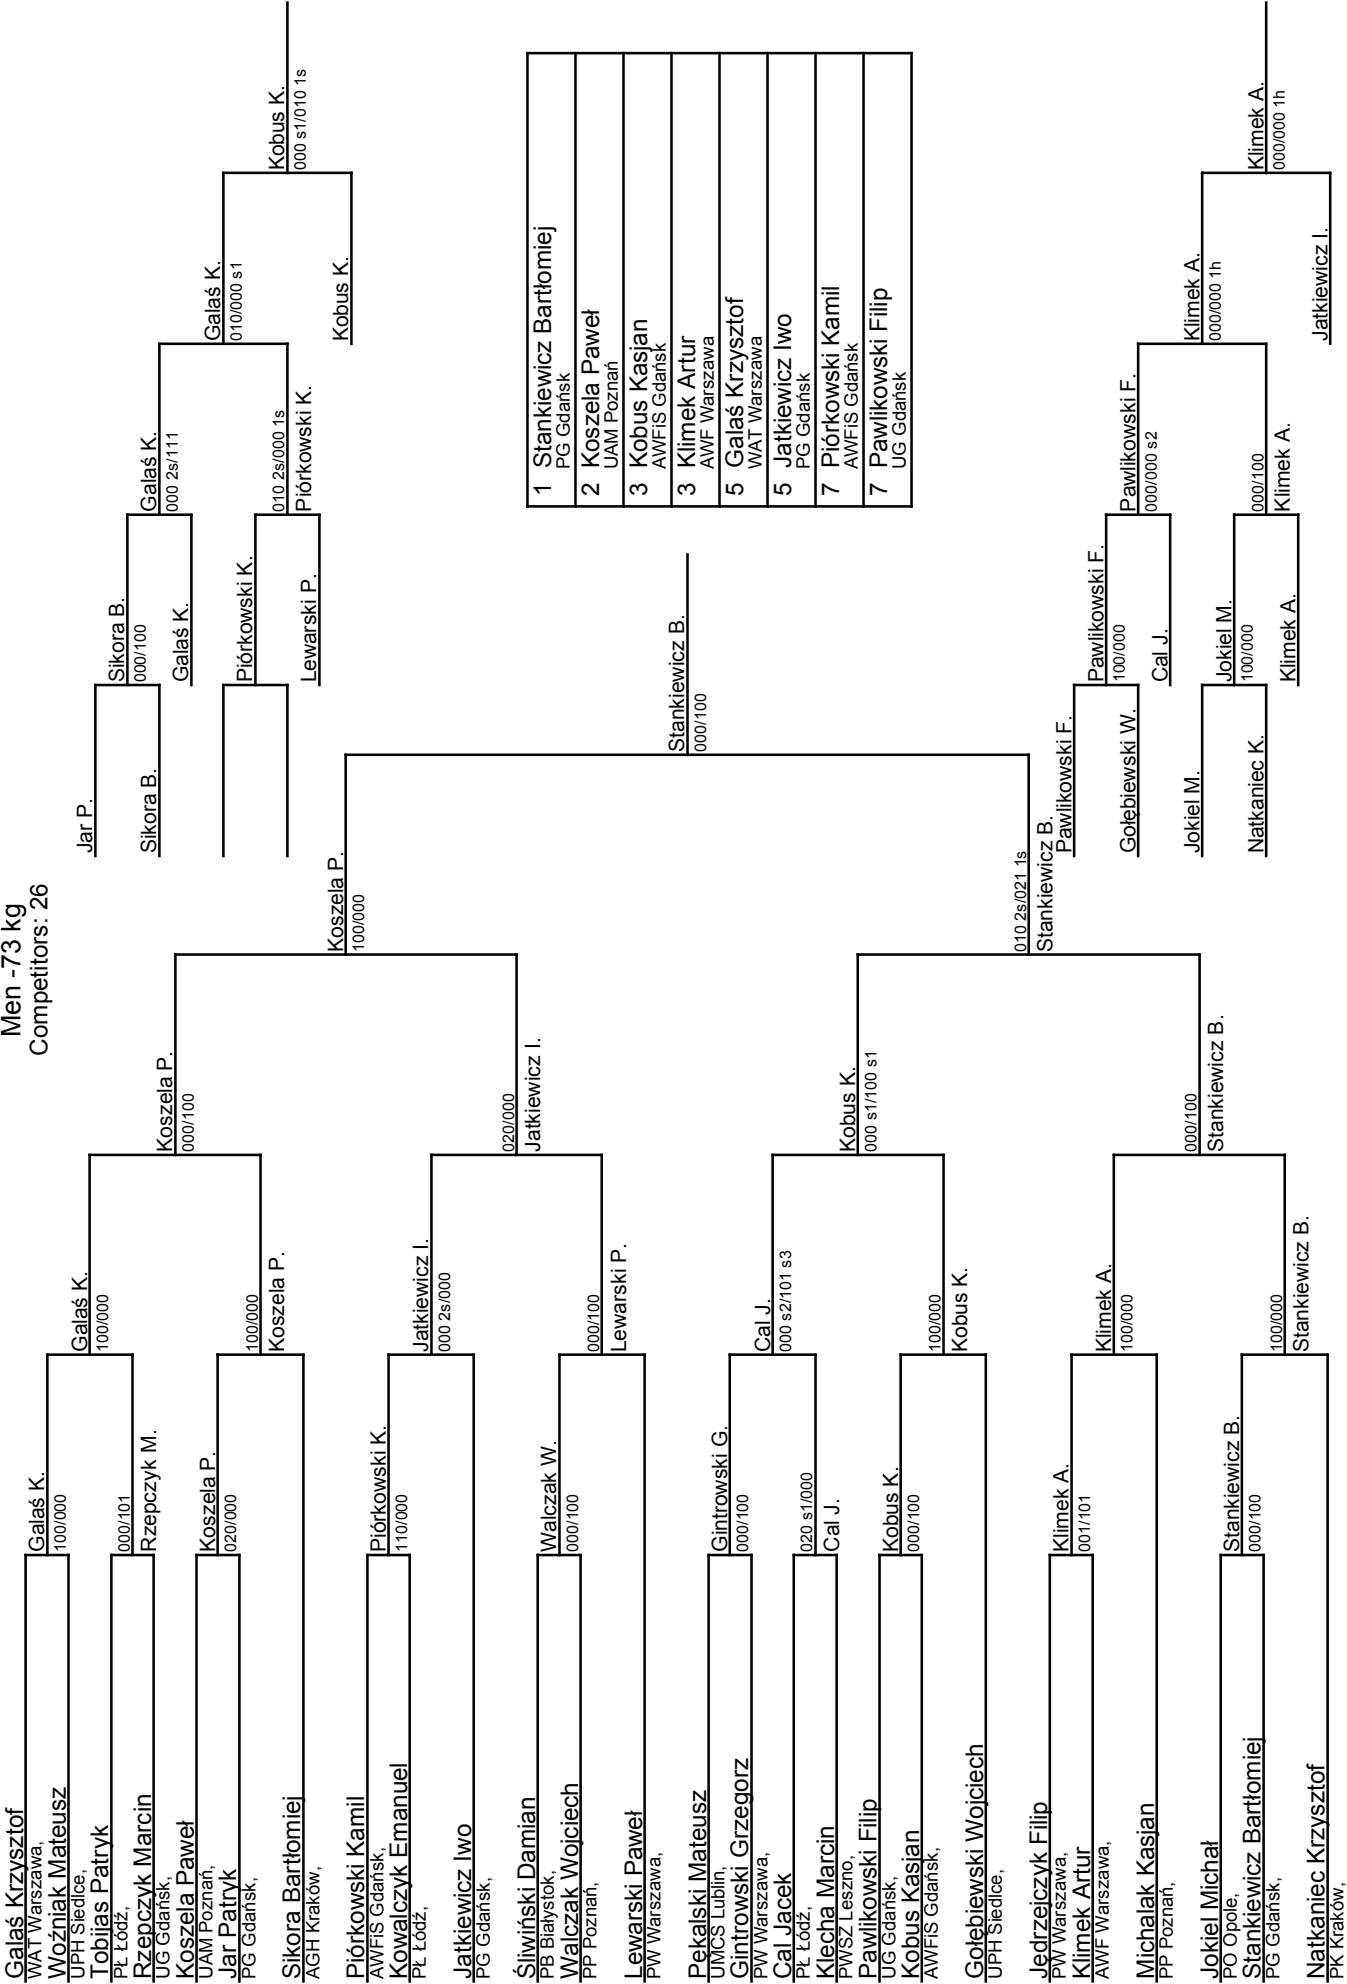 Men -73 kg
Competitors: 26
Galaś Krzysztof
WAT Warszawa,
Woźniak Mateusz
UPH Siedlce,
Tobias Patryk
PŁ Łódź,
Rzepczyk Marcin
UG Gdańsk,
Koszela Paweł
UAM Poznań,
Jar Patryk
PG Gdańsk,
Sikora Bartłomiej
AGH Kraków,
Piórkowski Kamil
AWFiS Gdańsk,
Kowalczyk Emanuel
PŁ Łódź,
Jatkiewicz Iwo
PG Gdańsk,
Śliwiński Damian
PB Białystok,
Walczak Wojciech
PP Poznań,
Lewarski Paweł
PW Warszawa,
Pękalski Mateusz
UMCS Lublin,
Gintrowski Grzegorz
PW Warszawa,
Cal Jacek
PŁ Łódź,
Klecha Marcin
PWSZ Leszno,
Pawlikowski Filip
UG Gdańsk,
Kobus Kasjan
AWFiS Gdańsk,
Gołębiewski Wojciech
UPH Siedlce,
Jędrzejczyk Filip
PW Warszawa,
Klimek Artur
AWF Warszawa,
Michalak Kasjan
PP Poznań,
Jokiel Michał
PO Opole,
Stankiewicz Bartłomiej
PG Gdańsk,
Natkaniec Krzysztof
PK Kraków,
Galaś K.
100/000
000/101
Rzepczyk M.
Koszela P.
020/000
Piórkowski K.
110/000
Walczak W.
000/100
Gintrowski G.
000/100
020 s1/000
Cal J.
Kobus K.
000/100
Klimek A.
001/101
Stankiewicz B.
000/100
Galaś K.
100/000
100/000
Koszela P.
Jatkiewicz I.
000 2s/000
000/100
Lewarski P.
Cal J.
000 s2/101 s3
100/000
Kobus K.
Klimek A.
100/000
100/000
Stankiewicz B.
Koszela P.
000/100
020/000
Jatkiewicz I.
Kobus K.
000 s1/100 s1
000/100
Stankiewicz B.
Koszela P.
100/000
010 2s/021 1s
Stankiewicz B.
Stankiewicz B.
000/100
Jar P.
Sikora B.
Sikora B.
000/100
Galaś K.
Piórkowski K.
Lewarski P.
Galaś K.
000 2s/111
010 2s/000 1s
Piórkowski K.
Galaś K.
010/000 s1
Kobus K.
Kobus K.
000 s1/010 1s
1 Stankiewicz Bartłomiej
PG Gdańsk
2 Koszela Paweł
UAM Poznań
3 Kobus Kasjan
AWFiS Gdańsk
3 Klimek Artur
AWF Warszawa
5 Galaś Krzysztof
WAT Warszawa
5 Jatkiewicz Iwo
PG Gdańsk
7 Piórkowski Kamil
AWFiS Gdańsk
7 Pawlikowski Filip
UG Gdańsk
Pawlikowski F.
Gołębiewski W.
Jokiel M.
Natkaniec K.
Pawlikowski F.
100/000
Cal J.
Jokiel M.
100/000
Klimek A.
Pawlikowski F.
000/000 s2
000/100
Klimek A.
Klimek A.
000/000 1h
Jatkiewicz I.
Klimek A.
000/000 1h